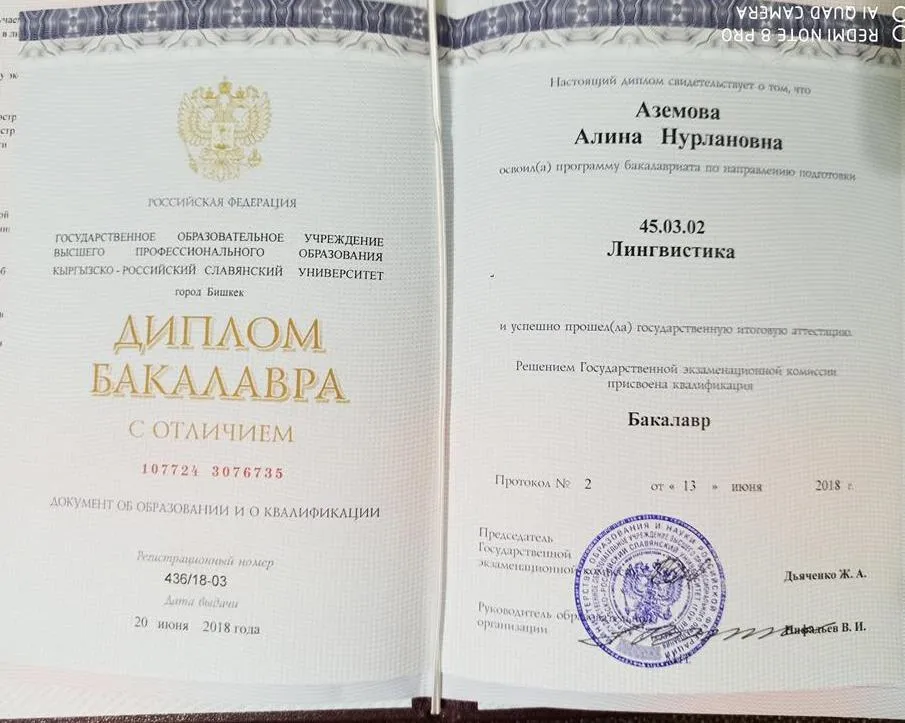 РОССИЙСКАЯ ФЕДЕРАЦИЯ
ГОСУДАРСТВЕННОЕ ОБРАЗОВАТЕЛЬНОЕ УЧРЕЖДЕНИЕ
ВЫСШЕГО ПРОФЕССИОНАЛЬНОГО ОБРАЗОВАНИЯ
КЫРГЫЗСКО - РОССИЙСКИЙ СЛАВЯНСКИЙ УНИВЕРСИТЕТ
город Бишкек
ДИПЛОМ
БАКАЛАВРА
С ОТЛИЧИЕМ
107724 3076735
ДОКУМЕНТ ОБ ОБРАЗОВАНИИ И О КВАЛИФИКАЦИИ
Регистрационный номер
436/18-03
Дата выдачи
20 июня 2018 года
REDMI NOTE 8 PRO
AI QUAD CAMERA
Настоящий диплом свидетельствует о том, что
Аземова
Алина Нурлановна
освоил(а) программу бакалавриата по направлению подготовки
45.03.02
Лингвистика
и успешно прошел(ла) государственную итоговую аттестацию.
Решением Государственной экзаменационной комиссии
присвоена квалификация
Бакалавр
Протокол № 2 от « 13 » июня 2018 г.
Председатель
Государственной
экзаменационной
Дьяченко Ж. А.
Руководитель
организации
В. И.